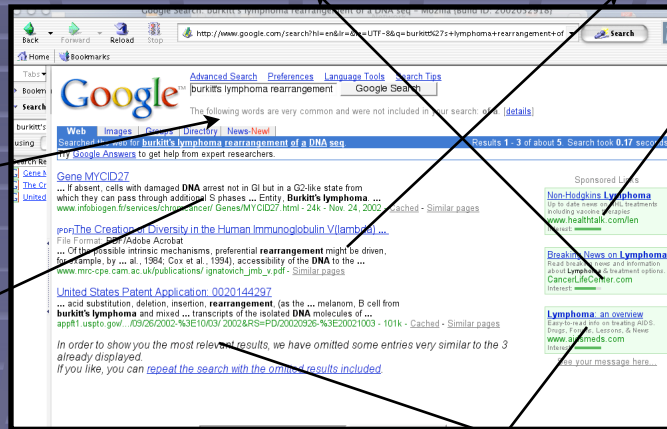 Google Search: burkitt's lymphoma rearrangement of a DNA seq - Mozilla {Build ID: 2002052918}
Back Forward Reload Stop http://www.google.com/search?hl=en&lr=&ie=UTF-8&q=burkitt%27s+lymphoma+rearrangement+of Search
Home Bookmarks
Tabs
Advanced Search Preferences Language Tools Search Tips
Google™
burkitt's lymphoma rearrangement Google Search
Search
The following words are very common and were not included in your search: of a. [details]
burkitt's
Web Images Groups Directory News-New!
using
Searched the web for burkitt's lymphoma rearrangement of a DNA seq Results 1 - 3 of about 5. Search took 0.17 seconds
Try Google Answers to get help from expert researchers.
Gene MYCID27
... If absent, cells with damaged DNA arrest not in GI but in a G2-like state from
which they can pass through additional S phases ... Entity, Burkitt's lymphoma. ...
www.infobiogen.fr/services/chromcancer/ Genes/MYCID27.html - 24k - Nov. 24, 2002 - Cached - Similar pages
[PDF]The Creation of Diversity in the Human Immunoglobulin V(lambda) ...
File Format: PDF/Adobe Acrobat
... Of the possible intrinsic mechanisms, preferential rearrangement might be driven,
for example, by ... al., 1984; Cox et al., 1994), accessibility of the DNA to the ...
www.mrc-cpe.cam.ac.uk/publications/ ignatovich_jmb_v.pdf - Similar pages
United States Patent Application: 0020144297
... acid substitution, deletion, insertion, rearrangement, (as the ... melanom, B cell from
burkitt's lymphoma and mixed ... transcripts of the isolated DNA molecules of ...
appft1.uspto.gov/.../09/26/2002-%3E10/03/ 2002&RS=PD/20020926-%3E20021003 - 101k - Cached - Similar pages
In order to show you the most relevant results, we have omitted some entries very similar to the 3
already displayed.
If you like, you can repeat the search with the omitted results included.
Sponsored Links
Non-Hodgkins Lymphoma
Up to date news on NHL treatments
including vaccine therapies
www.healthtalk.com/len
Interest:
Breaking News on Lymphoma
Read breaking news and information
about Lymphoma & treatment options.
CancerLifeCenter.com
Interest:
Lymphoma: an overview
Easy-to-read info on treating AIDS.
Drugs, Forums, Lessons, & News
www.aidsmeds.com
Interest:
See your message here...